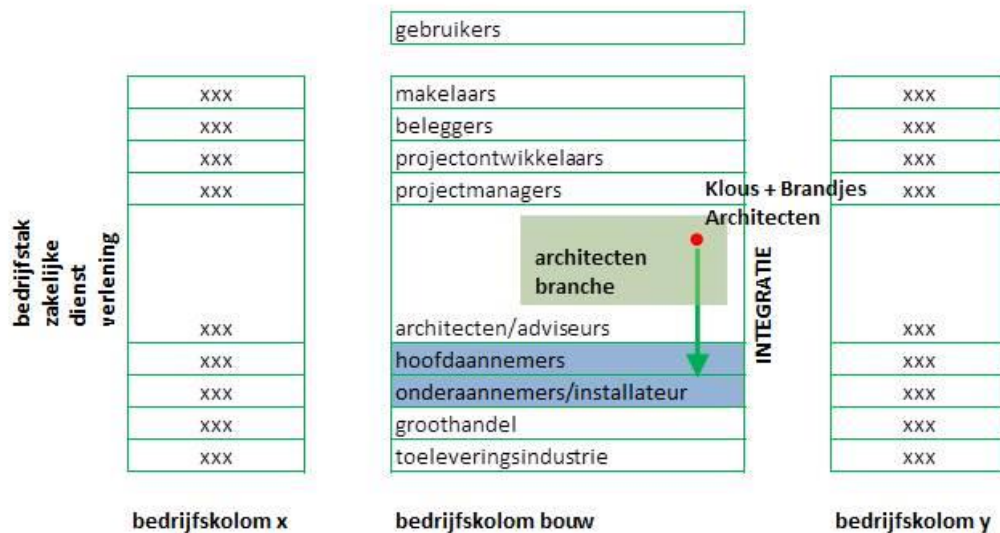 gebruikers
xxx makelaars xxx
xxx beleggers xxx
xxx projectontwikkelaars xxx
xxx projectmanagers xxx
Klous + Brandjes
Architecten
bedrijfstak
zakelijke
dienst
verlening
architecten
branche
INTEGRATIE
xxx architecten/adviseurs xxx
xxx hoofdaannemers xxx
xxx onderaannemers/installateur xxx
xxx groothandel xxx
xxx toeleveringsindustrie xxx
bedrijfskolom x bedrijfskolom bouw bedrijfskolom y